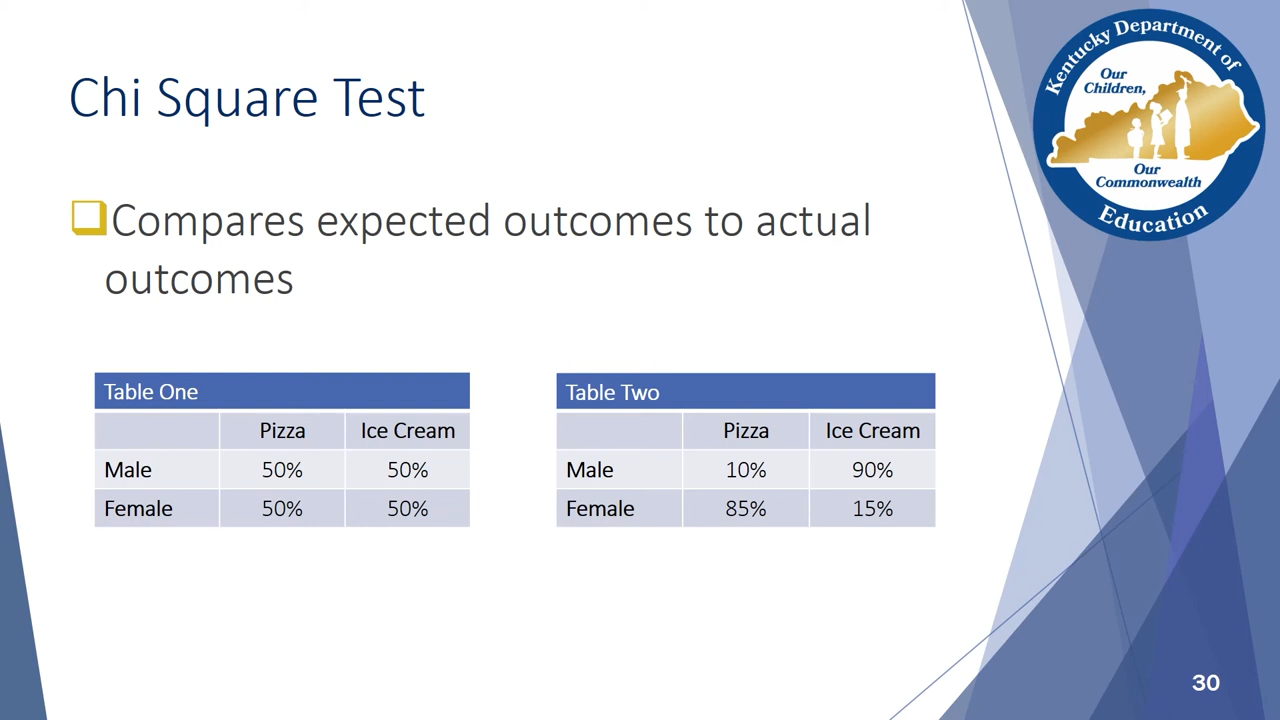 Chi Square Test
Kentucky Department of
Our
Children,
Our
Commonwealth
Education
Compares expected outcomes to actual
outcomes
Table One
Pizza Ice Cream
Male 50% 50%
Female 50% 50%
Table Two
Pizza Ice Cream
Male 10% 90%
Female 85% 15%
30